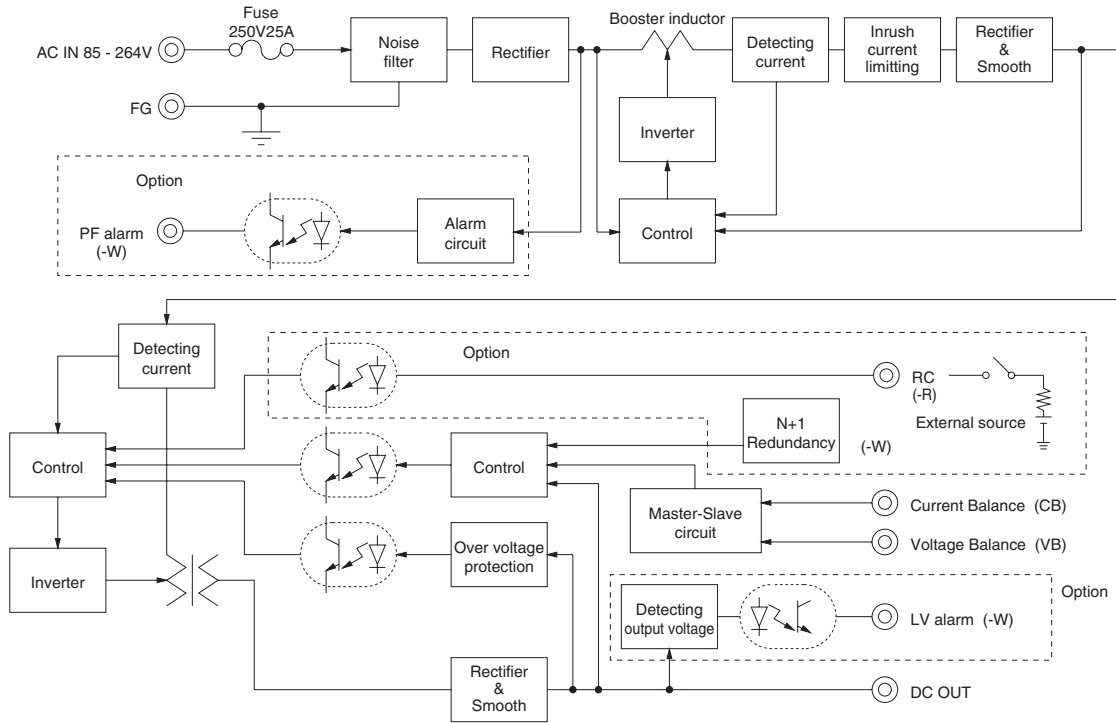 Fuse
250V25A
AC IN 85 - 264V
Noise
filter
Rectifier
Booster inductor
Detecting
current
Inrush
current
limitting
Rectifier
&
Smooth
FG
Inverter
Option
PF alarm
(-W)
Alarm
circuit
Control
Detecting
current
Option
RC
(-R)
External source
N+1
Redundancy
(-W)
Control
Control
Master-Slave
circuit
Current Balance (CB)
Voltage Balance (VB)
Inverter
Over voltage
protection
Option
Detecting
output voltage
LV alarm (-W)
Rectifier
&
Smooth
DC OUT